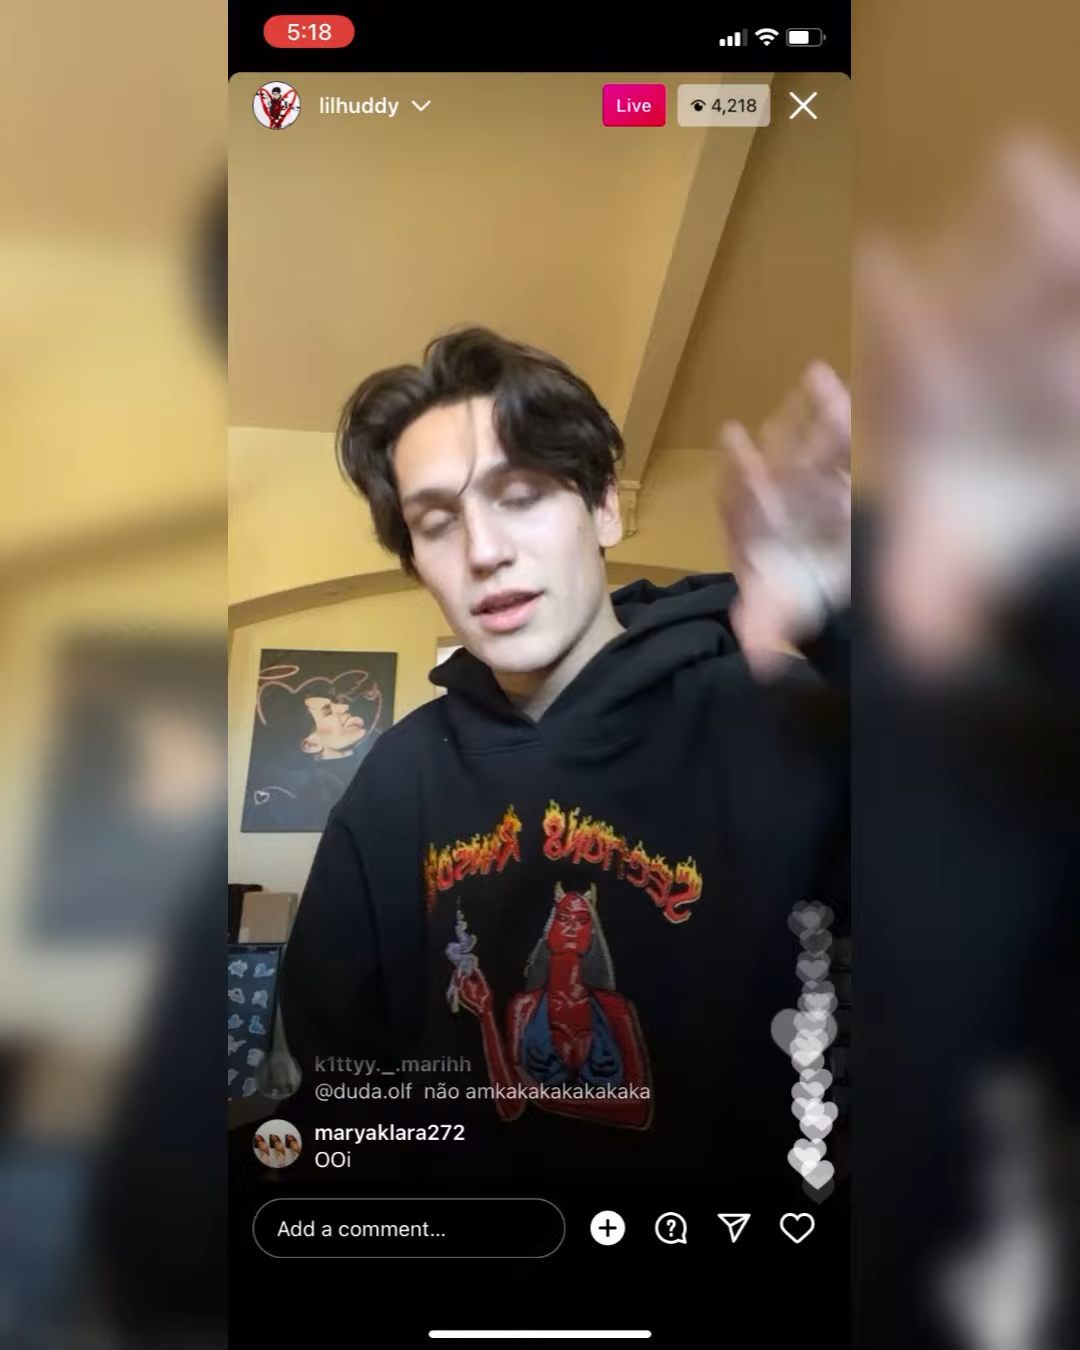 5:18
lilhuddy
Live
4,218
k1ttyy._.marihh
@duda.olf não amkakakakakakaka
maryaklara272
OOi
Add a comment...